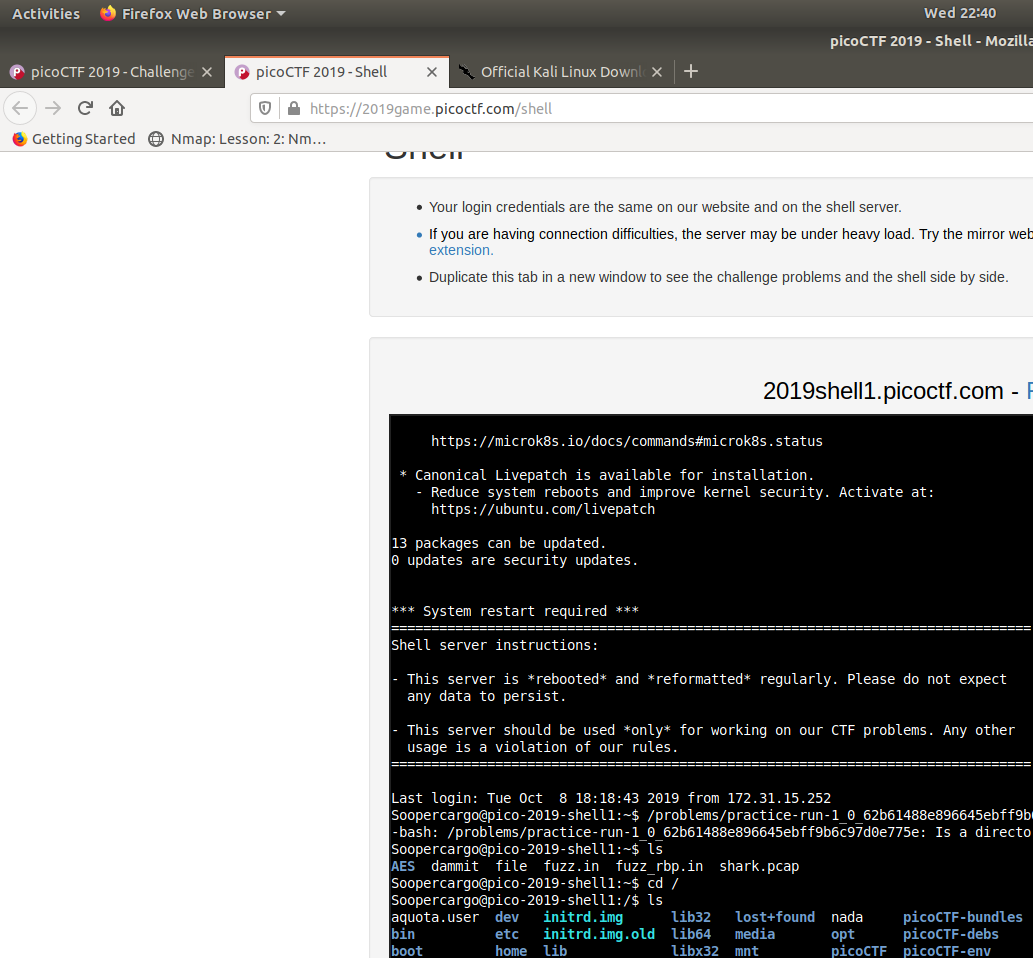 Activities Firefox Web Browser Wed 22:40
picoCTF 2019 - Shell - Mozilla
picoCTF 2019 - Challenge picoCTF 2019 - Shell Official Kali Linux Downl
https://2019game.picoctf.com/shell
Getting Started Nmap: Lesson: 2: Nm…
Shell
• Your login credentials are the same on our website and on the shell server.
• If you are having connection difficulties, the server may be under heavy load. Try the mirror web
extension.
• Duplicate this tab in a new window to see the challenge problems and the shell side by side.
2019shell1.picoctf.com -
https://microk8s.io/docs/commands#microk8s.status
* Canonical Livepatch is available for installation.
- Reduce system reboots and improve kernel security. Activate at:
https://ubuntu.com/livepatch
13 packages can be updated.
0 updates are security updates.
*** System restart required ***
================================================================================
Shell server instructions:
- This server is *rebooted* and *reformatted* regularly. Please do not expect
any data to persist.
- This server should be used *only* for working on our CTF problems. Any other
usage is a violation of our rules.
================================================================================
Last login: Tue Oct  8 18:18:43 2019 from 172.31.15.252
Soopercargo@pico-2019-shell1:~$ /problems/practice-run-1_0_62b61488e896645ebff9b6
-bash: /problems/practice-run-1_0_62b61488e896645ebff9b6c97d0e775e: Is a directo
Soopercargo@pico-2019-shell1:~$ ls
AES  dammit  file  fuzz.in  fuzz_rbp.in  shark.pcap
Soopercargo@pico-2019-shell1:~$ cd /
Soopercargo@pico-2019-shell1:/$ ls
aquota.user  dev   initrd.img      lib32   lost+found  nada     picoCTF-bundles
bin          etc   initrd.img.old  lib64   media       opt      picoCTF-debs
boot         home  lib             libx32  mnt         picoCTF  picoCTF-env